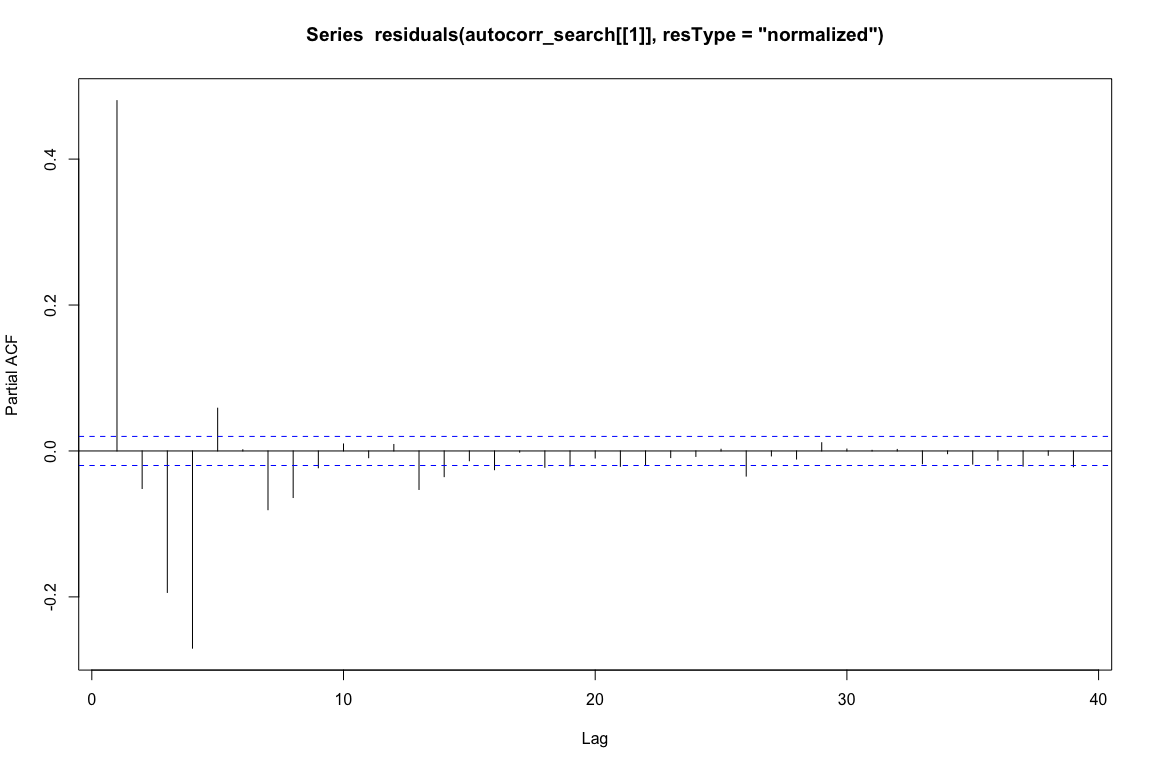 Series  residuals(autocorr_search[[1]], resType = "normalized")
0.4
0.2
0.0
-0.2
Partial ACF
0 10 20 30 40
Lag